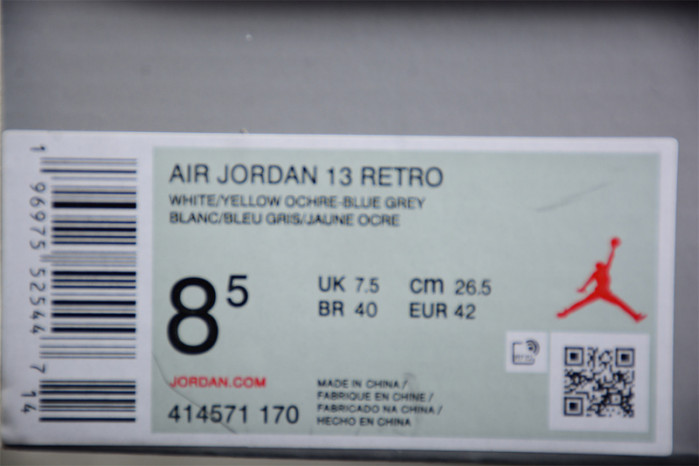 AIR JORDAN 13 RETRO
WHITE/YELLOW OCHRE-BLUE GREY
BLANC/BLEU GRIS/JAUNE OCRE
8 5
UK 7.5 cm 26.5
BR 40 EUR 42
JORDAN.COM
414571 170
MADE IN CHINA/
FABRIQUE EN CHINE/
FABRICADO NA CHINA/
HECHO EN CHINA
1 96975 52544 7 14